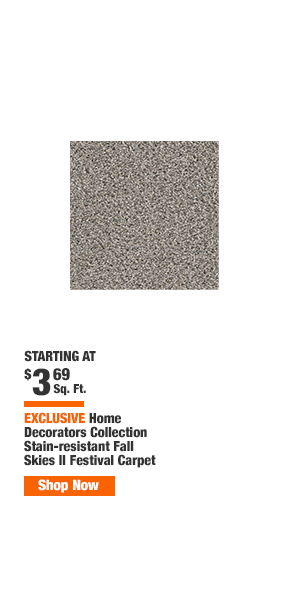 STARTING AT
$3 69
Sq. Ft.
EXCLUSIVE Home
Decorators Collection
Stain-resistant Fall
Skies II Festival Carpet
Shop Now